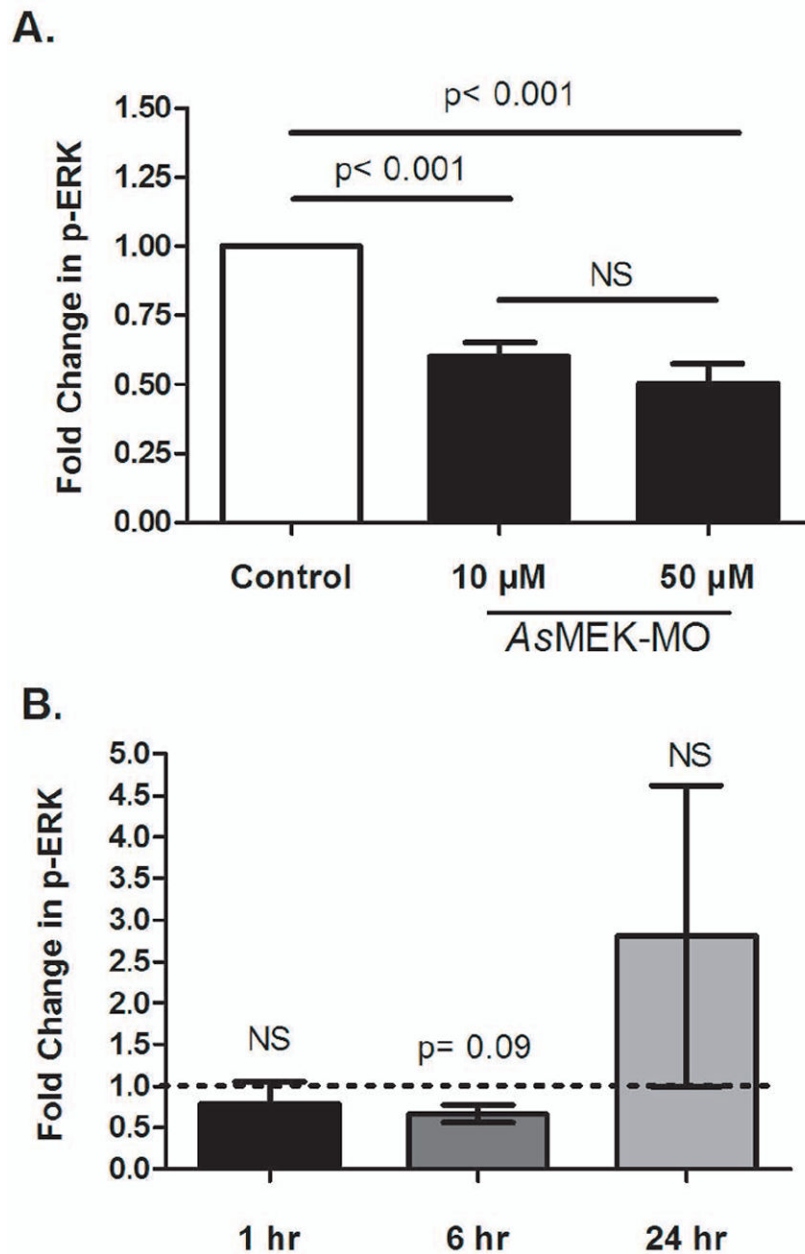 A.
Fold Change in p-ERK
1.50
1.25
1.00
0.75
0.50
0.25
0.00
p< 0.001
p< 0.001
NS
Control 10 µM 50 µM
AsMEK-MO
B.
Fold Change in p-ERK
5.0
4.5
4.0
3.5
3.0
2.5
2.0
1.5
1.0
0.5
0.0
NS
p= 0.09
NS
1 hr 6 hr 24 hr